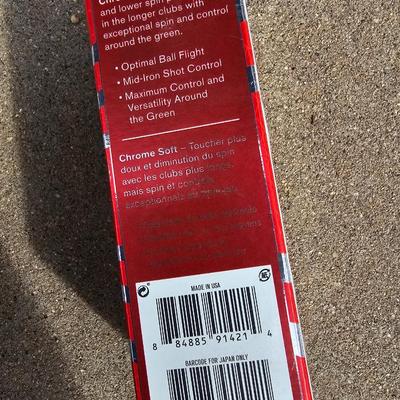 and lower spin
in the longer clubs with
exceptional spin and control
around the green.
• Optimal Ball Flight
• Mid-Iron Shot Control
• Maximum Control and
Versatility Around
the Green
Chrome Soft – Toucher plus
doux et diminution du spin
avec les clubs plus longs,
mais spin et contrôle
exceptionnels
MADE IN USA
8 84885 91421 4
BARCODE FOR JAPAN ONLY